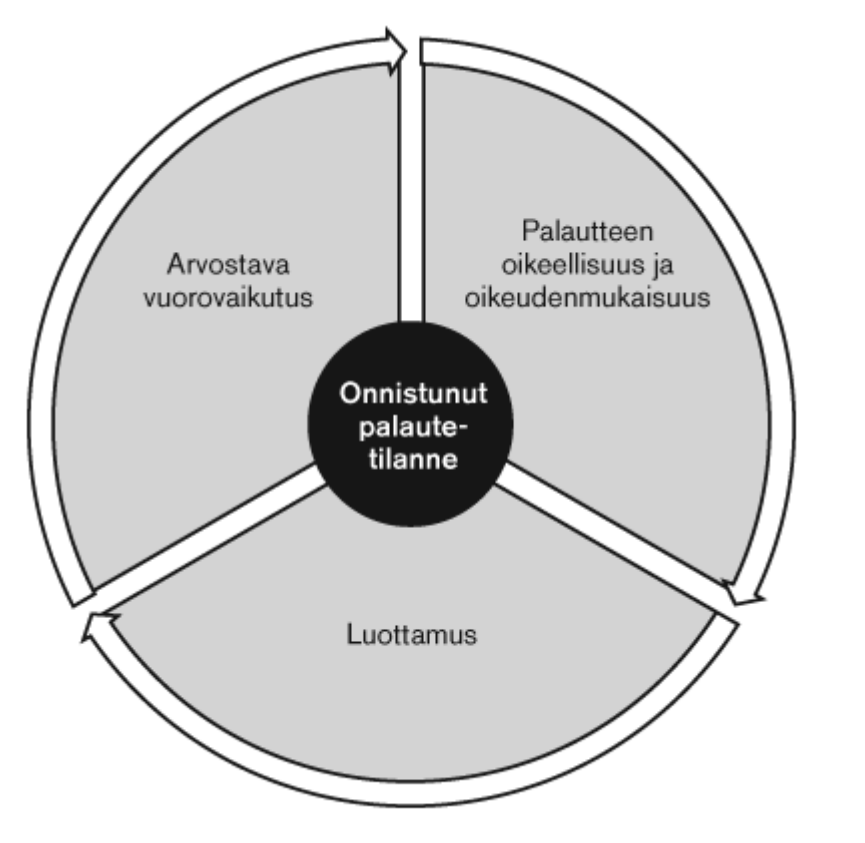 Arvostava
vuorovaikutus
Palautteen
oikeellisuus ja
oikeudenmukaisuus
Onnistunut
palaute-
tilanne
Luottamus